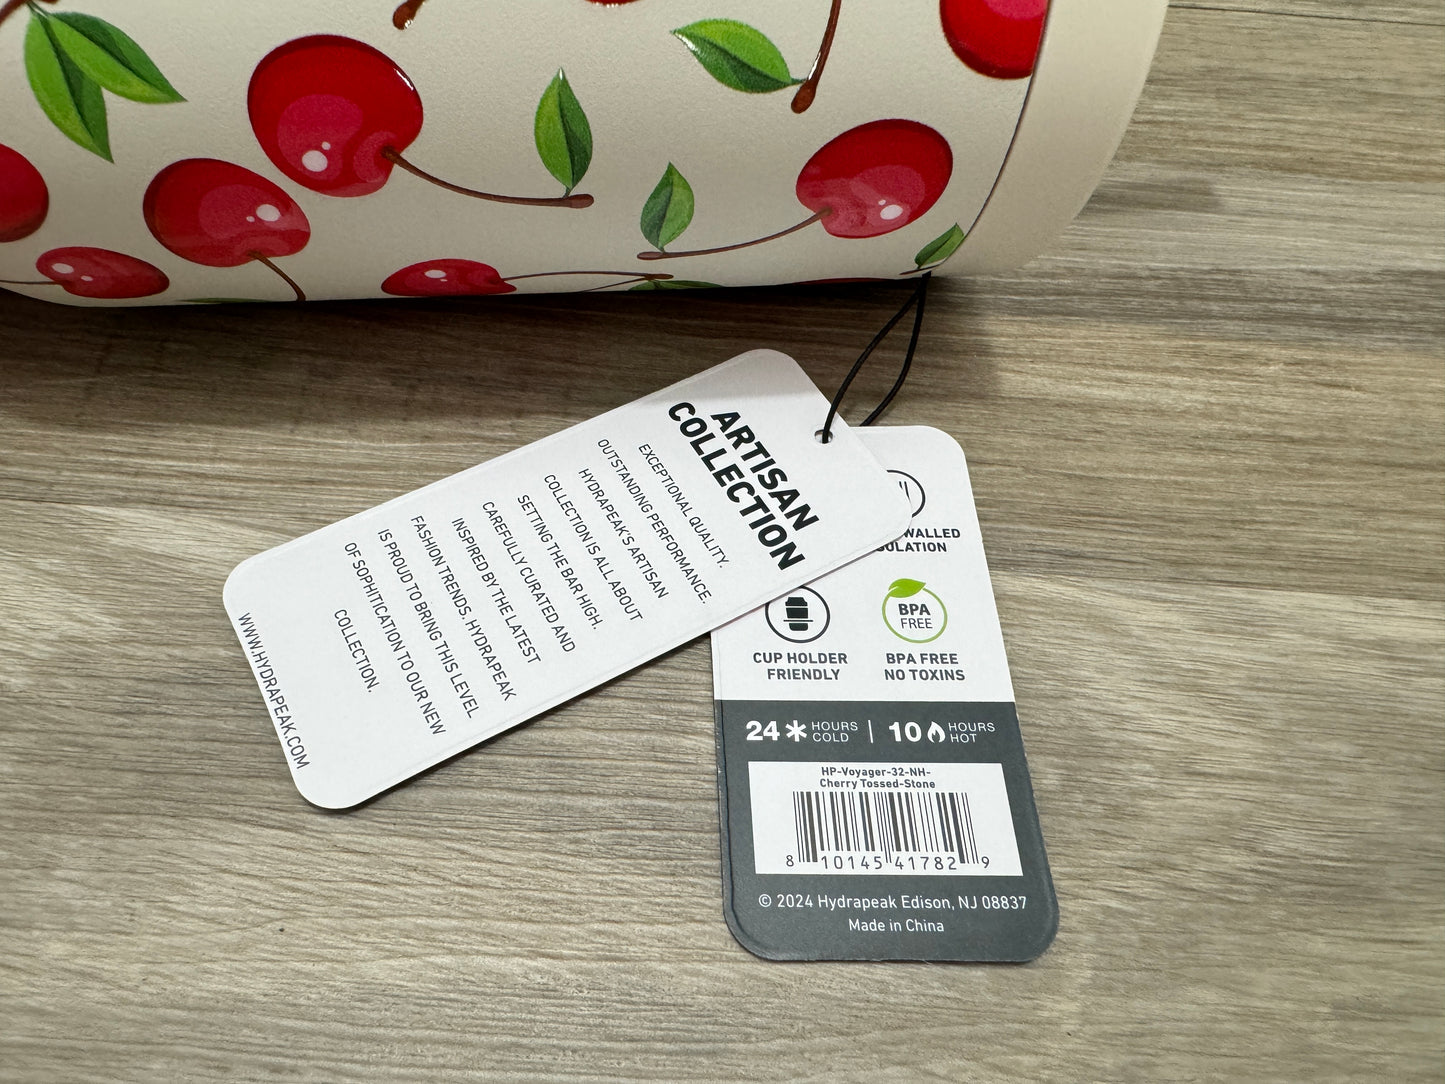 ARTISAN
COLLECTION
EXCEPTIONAL QUALITY.
OUTSTANDING PERFORMANCE.
HYDRAPEAK'S ARTISAN
COLLECTION IS ALL ABOUT
SETTING THE BAR HIGH.
CAREFULLY CURATED AND
INSPIRED BY THE LATEST
FASHION TRENDS. HYDRAPEAK
IS PROUD TO BRING THIS LEVEL
OF SOPHITICATION TO OUR NEW
COLLECTION.
WWW.HYDRAPEAK.COM
WALLED
CUP HOLDER
FRIENDLY
BPA
FREE
BPA FREE
NO TOXINS
24 HOURS COLD | 10 HOURS HOT
HP-Voyager-32-NH-
Cherry Tossed-Stone
8 10145 41782 9
© 2024 Hydrapeak Edison, NJ 08837
Made in China